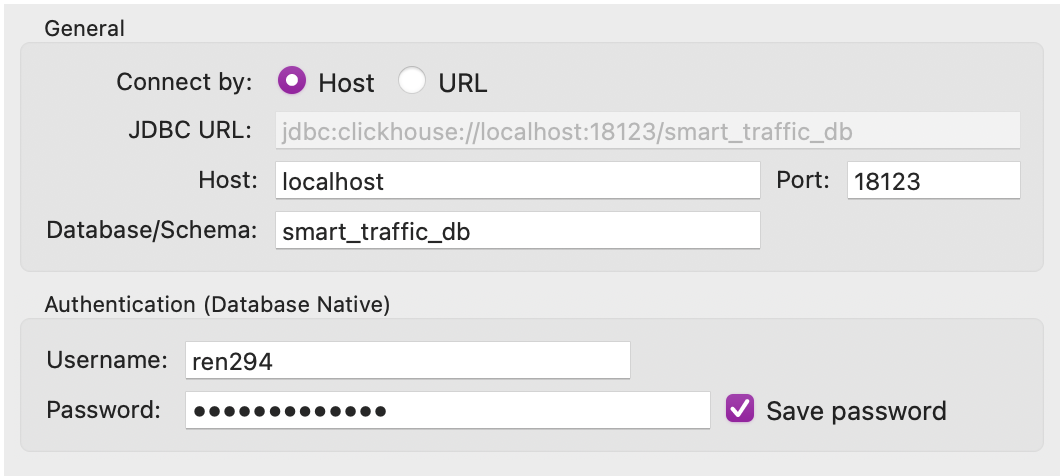 General
Connect by: Host URL
JDBC URL: jdbc:clickhouse://localhost:18123/smart_traffic_db
Host: localhost Port: 18123
Database/Schema: smart_traffic_db
Authentication (Database Native)
Username: ren294
Password: ••••••••••••• Save password